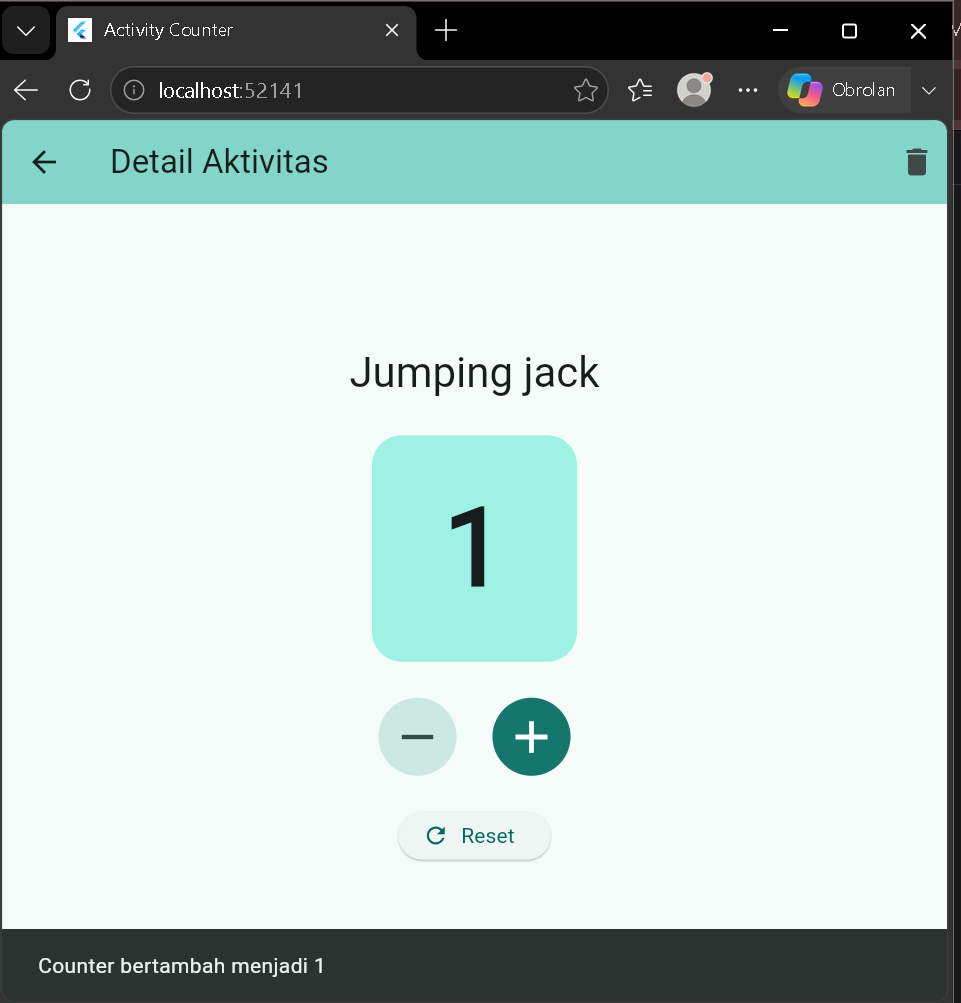 Activity Counter
localhost:52141
Obrolan
Detail Aktivitas
Jumping jack
1
Reset
Counter bertambah menjadi 1